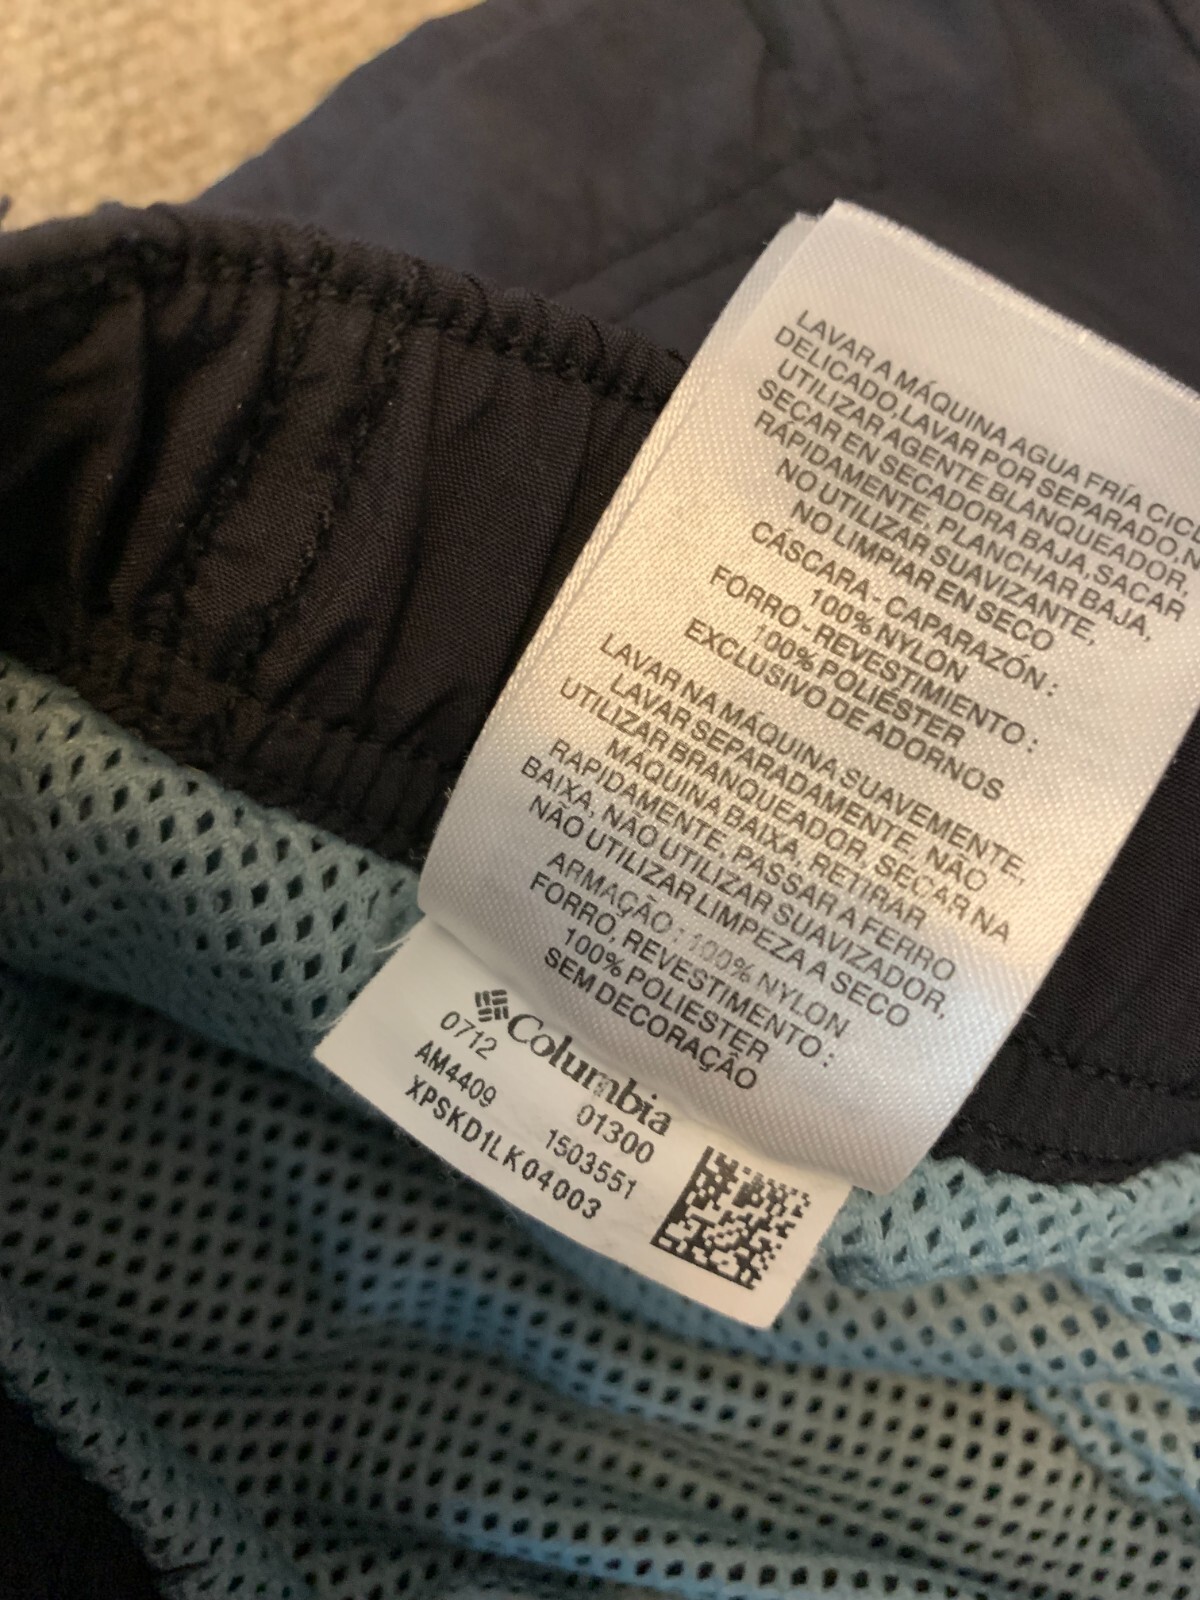 LAVAR A MÁQUINA AGUA FRÍA CICL
DELICADO, LAVAR POR SEPARADO, N
UTILIZAR AGENTE BLANQUEADOR,
SECAR EN SECADORA BAJA, SACAR
RÁPIDAMENTE, PLANCHAR BAJA,
NO UTILIZAR SUAVIZANTE,
NO LIMPIAR EN SECO
CÁSCARA - CAPARAZÓN :
100% NYLON
FORRO - REVESTIMIENTO :
100% POLIÉSTER
EXCLUSIVO DE ADORNOS
LAVAR NA MÁQUINA SUAVEMENTE,
LAVAR SEPARADAMENTE, NÃO
UTILIZAR BRANQUEADOR, SECAR NA
MÁQUINA BAIXA, RETIRAR
RAPIDAMENTE, PASSAR A FERRO
BAIXA, NÃO UTILIZAR SUAVIZADOR,
NÃO UTILIZAR LIMPEZA A SECO
ARMAÇÃO : 100% NYLON
FORRO, REVESTIMENTO :
100% POLIESTER
SEM DECORAÇÃO
Columbia
0712 01300
AM4409 1503551
XPSKD1LK04003